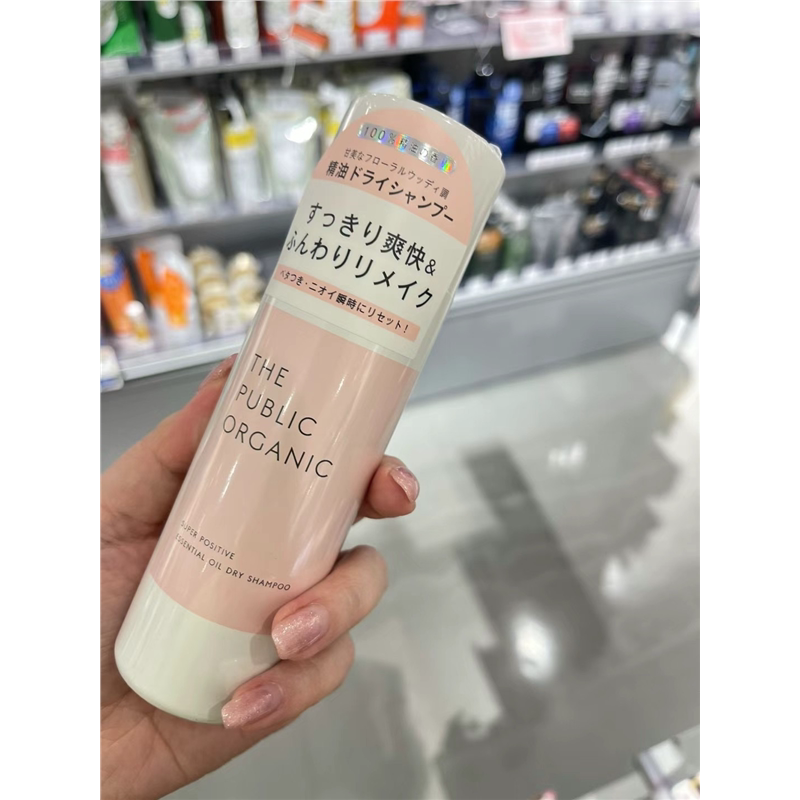 甘美なフローラルウッディ調
精油ドライシャンプー
すっきり爽快&
ふんわりリメイク
ベタつき・ニオイ瞬時にリセット!
THE
PUBLIC
ORGANIC
SUPER POSITIVE
ESSENTIAL OIL DRY SHAMPOO